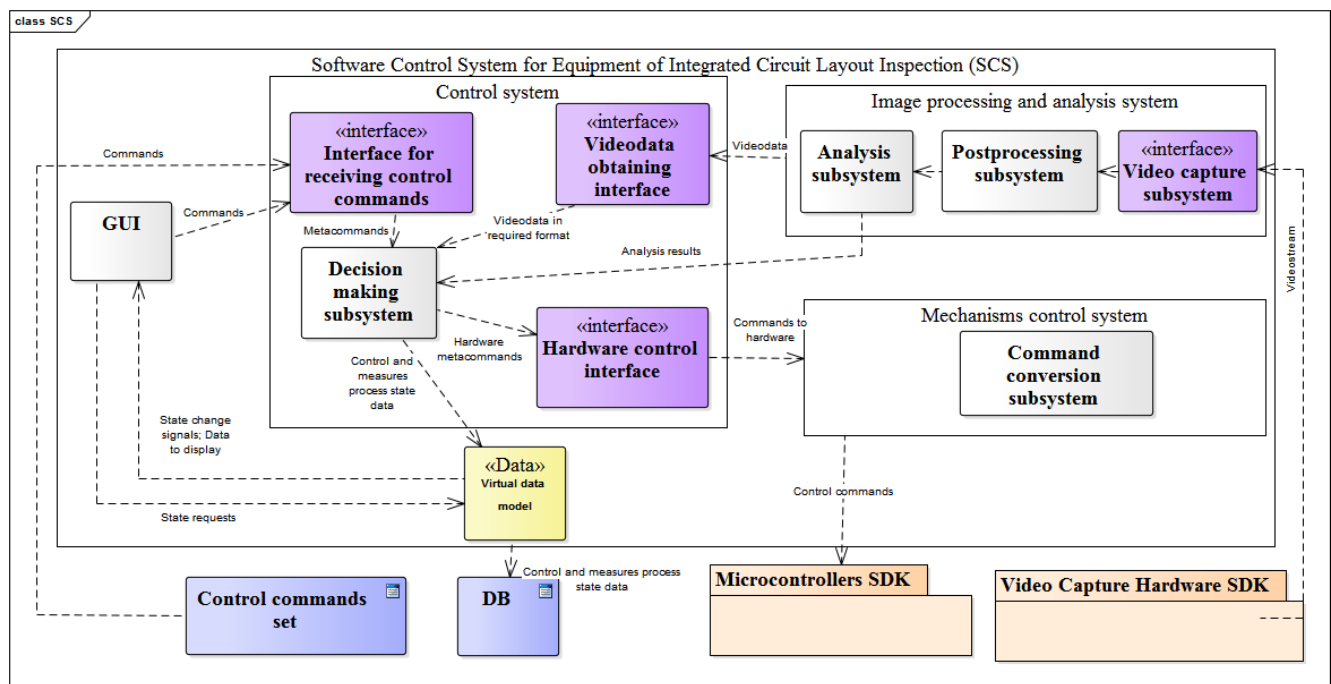 class SCS
Software Control System for Equipment of Integrated Circuit Layout Inspection (SCS)
Control system
«interface»
Interface for
receiving control
commands
«interface»
Videodata
obtaining
interface
Image processing and analysis system
Analysis
subsystem
Postprocessing
subsystem
«interface»
Video capture
subsystem
Commands
Videodata
GUI
Commands
Metacommands
Videodata in
required format
Analysis results
Videostream
Decision
making
subsystem
«interface»
Hardware control
interface
Hardware
metacommands
Commands to
hardware
Mechanisms control system
Command
conversion
subsystem
Control and
measures
process state
data
State change
signals; Data
to display
«Data»
Virtual data
model
State requests
Control commands
Control and measures process
state data
Control commands
set
DB
Microcontrollers SDK
Video Capture Hardware SDK